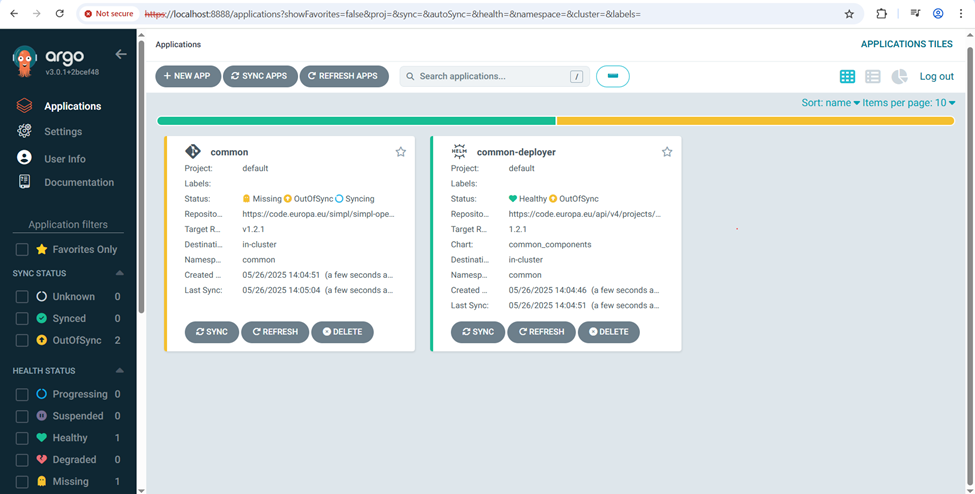 Not secure https://localhost:8888/applications?showFavorites=false&proj=&sync=&autoSync=&health=&namespace=&cluster=&labels=
argo
v3.0.1+2bcef48
Applications
Settings
User Info
Documentation
Application filters
Favorites Only
SYNC STATUS
Unknown 0
Synced 0
OutOfSync 2
HEALTH STATUS
Progressing 0
Suspended 0
Healthy 1
Degraded 0
Missing 1
Applications
APPLICATIONS TILES
+ NEW APP SYNC APPS REFRESH APPS Search applications... / Log out
Sort: name Items per page: 10
common
Project: default
Labels:
Status: Missing OutOfSync Syncing
Reposito... https://code.europa.eu/simpl/simpl-ope...
Target R... v1.2.1
Destinati... in-cluster
Namesp... common
Created ... 05/26/2025 14:04:51 (a few seconds a...
Last Sync: 05/26/2025 14:05:04 (a few seconds a...
SYNC REFRESH DELETE
HELM
common-deployer
Project: default
Labels:
Status: Healthy OutOfSync
Reposito... https://code.europa.eu/api/v4/projects/...
Target R... 1.2.1
Chart: common_components
Destinati... in-cluster
Namesp... common
Created ... 05/26/2025 14:04:46 (a few seconds a...
Last Sync: 05/26/2025 14:04:51 (a few seconds a...
SYNC REFRESH DELETE